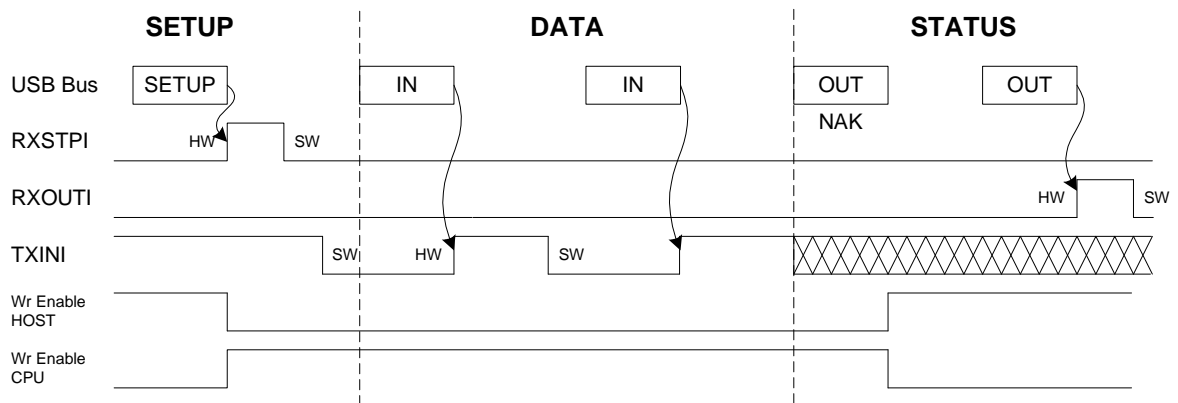 SETUP DATA STATUS
USB Bus SETUP IN IN OUT OUT
NAK
RXSTPI HW SW
RXOUTI HW SW
TXINI SW HW SW
Wr Enable
HOST
Wr Enable
CPU